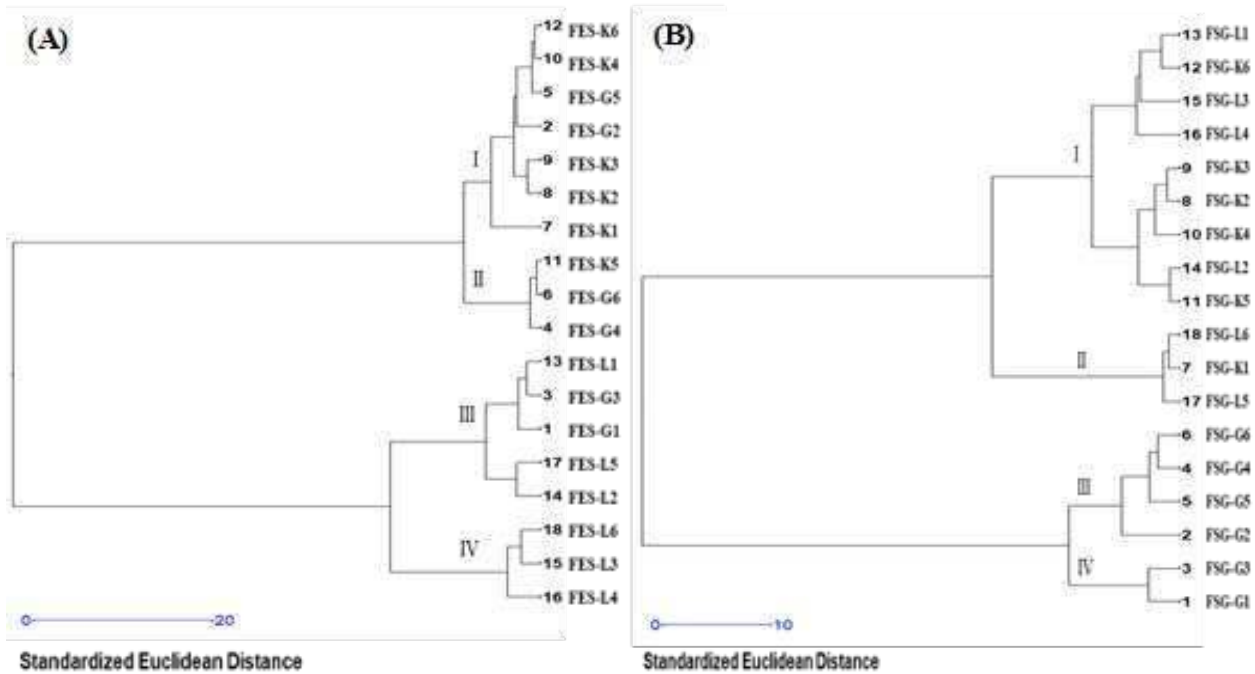 (A)
12 FES-K6
10 FES-K4
5 FES-G5
2 FES-G2
I
9 FES-K3
8 FES-K2
7 FES-K1
11 FES-K5
II
6 FES-G6
4 FES-G4
13 FES-L1
3 FES-G3
III
1 FES-G1
17 FES-L5
14 FES-L2
18 FES-L6
IV
15 FES-L3
16 FES-L4
0 20
Standardized Euclidean Distance
(B)
13 FSG-L1
12 FSG-K6
15 FSG-L3
16 FSG-L4
I
9 FSG-K3
8 FSG-K2
10 FSG-K4
14 FSG-L2
11 FSG-K5
18 FSG-L6
II
7 FSG-K1
17 FSG-L5
6 FSG-G6
4 FSG-G4
III
5 FSG-G5
2 FSG-G2
IV
3 FSG-G3
1 FSG-G1
0 10
Standardized Euclidean Distance